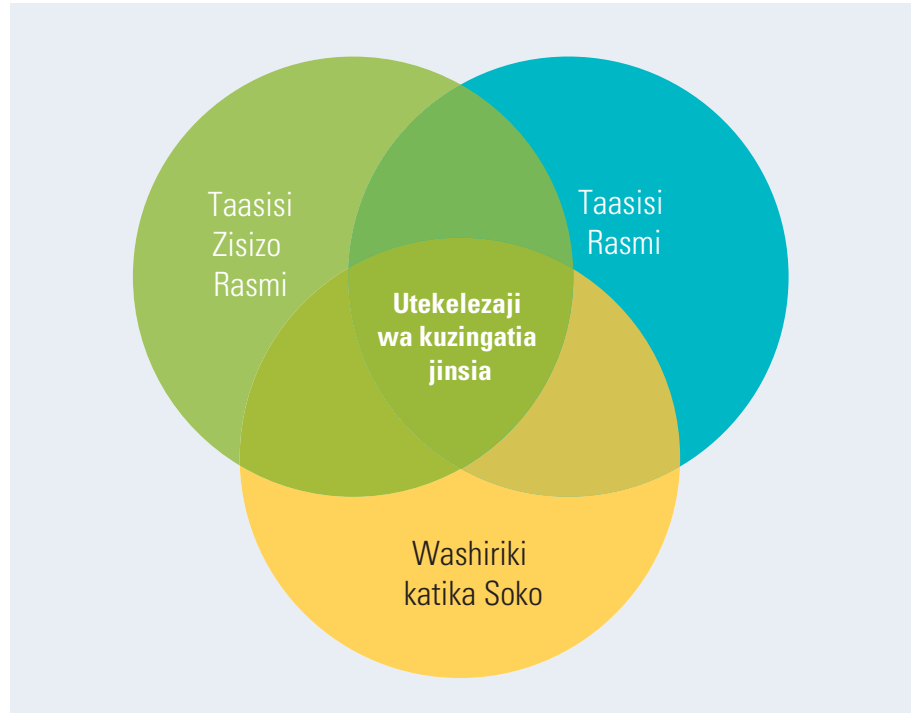 Taasisi
Zisizo
Rasmi
Taasisi
Rasmi
Utekelezaji
wa kuzingatia
jinsia
Washiriki
katika Soko